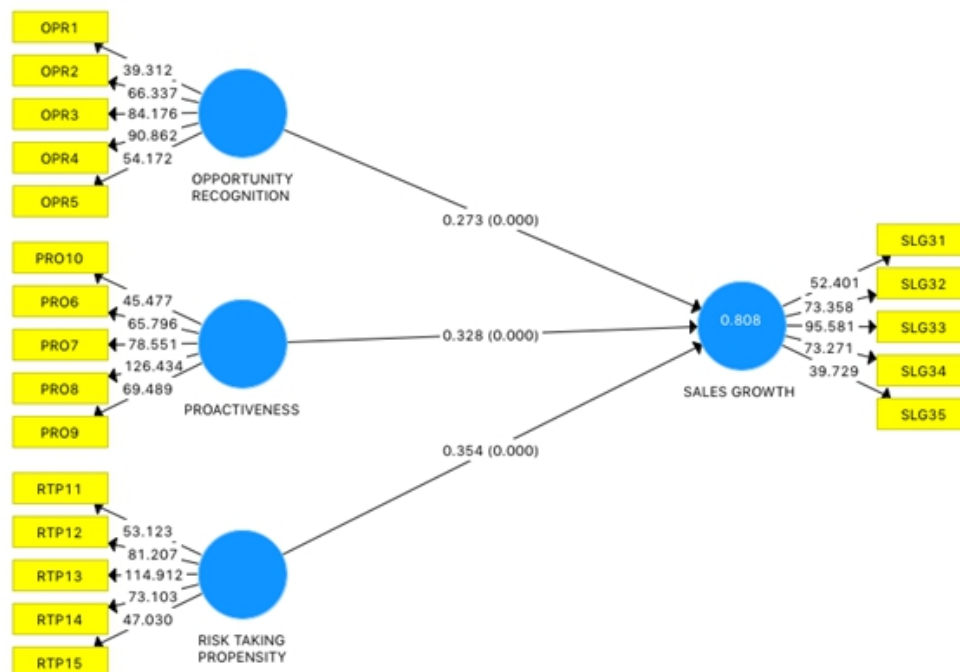 OPR1
39.312
OPR2
66.337
OPR3
84.176
OPR4
90.862
54.172
OPR5
OPPORTUNITY
RECOGNITION
0.273 (0.000)
PRO10
45.477
PRO6
65.796
PRO7
78.551
126.434
PRO8
69.489
PRO9
PROACTIVENESS
0.328 (0.000)
RTP11
53.123
RTP12
81.207
RTP13
114.912
73.103
RTP14
47.030
RTP15
RISK TAKING
PROPENSITY
0.354 (0.000)
0.808
SALES GROWTH
SLG31
52.401
SLG32
73.358
SLG33
95.581
73.271
SLG34
39.729
SLG35